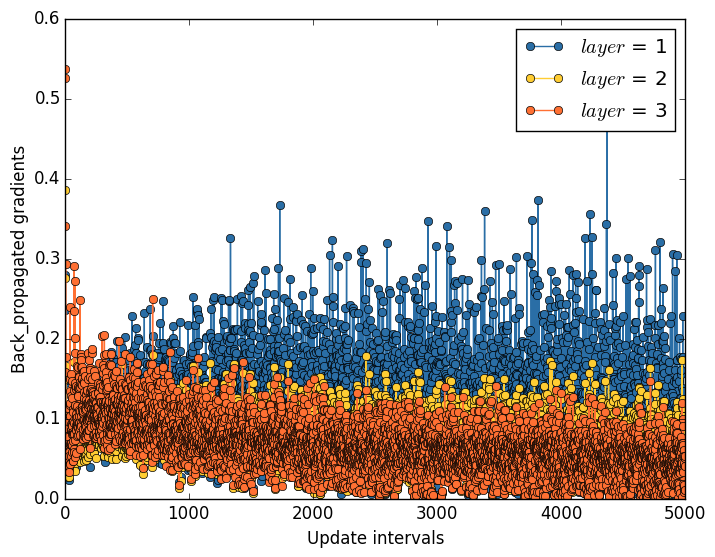 0.6
0.5
0.4
0.3
0.2
0.1
0.0
Back_propagated gradients
layer = 1
layer = 2
layer = 3
0 1000 2000 3000 4000 5000
Update intervals